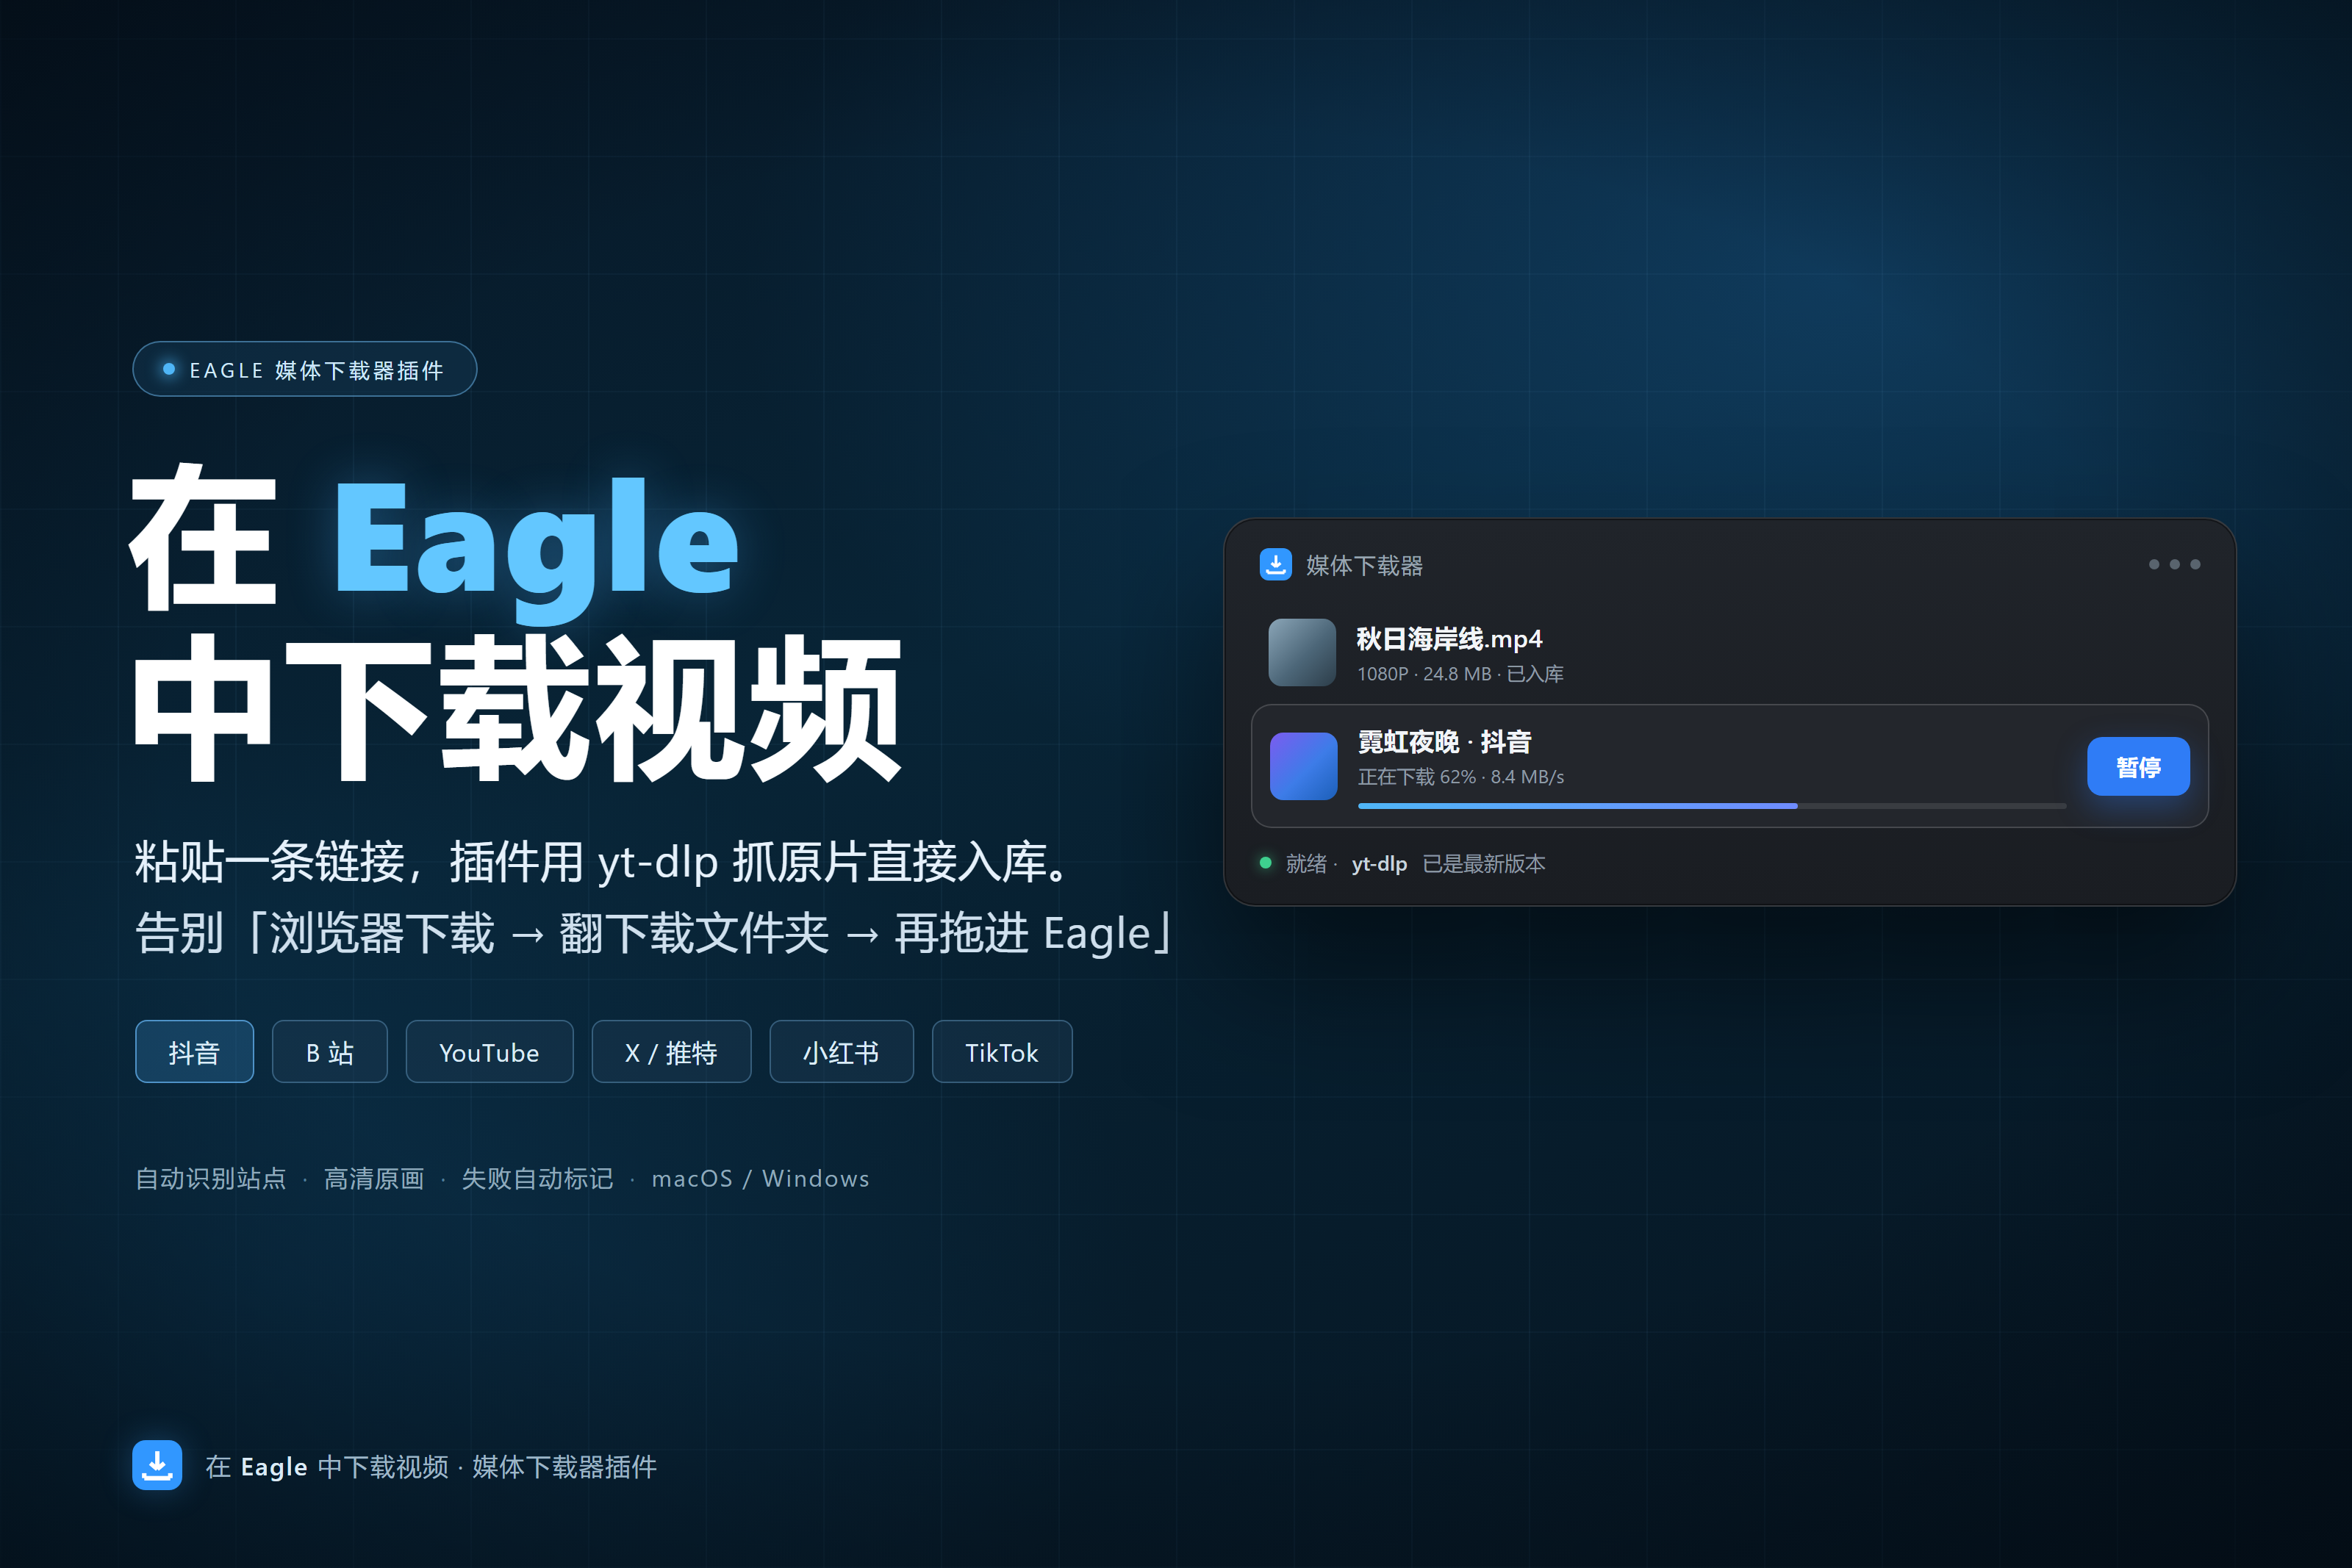 EAGLE 媒体下载器插件
在 Eagle
中下载视频
粘贴一条链接，插件用 yt-dlp 抓原片直接入库。
告别「浏览器下载 → 翻下载文件夹 → 再拖进 Eagle」
抖音 B 站 YouTube X / 推特 小红书 TikTok
自动识别站点 · 高清原画 · 失败自动标记 · macOS / Windows
在 Eagle 中下载视频 · 媒体下载器插件
媒体下载器
秋日海岸线.mp4
1080P · 24.8 MB · 已入库
霓虹夜晚 · 抖音
正在下载 62% · 8.4 MB/s
暂停
就绪 · yt-dlp 已是最新版本